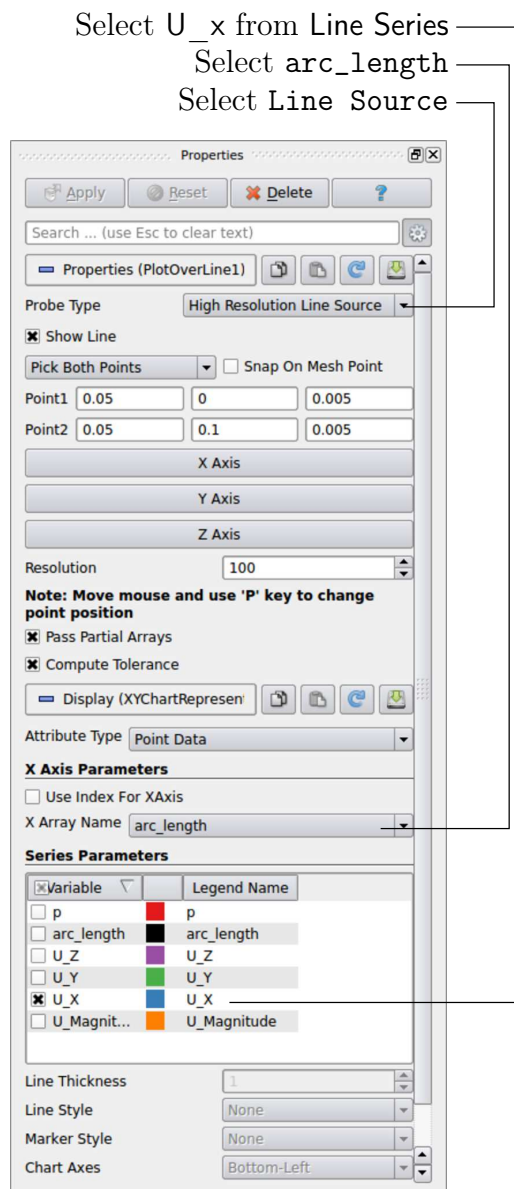 Select U_x from Line Series
Select arc_length
Select Line Source
Properties
Apply Reset Delete ?
Search ... (use Esc to clear text)
Properties (PlotOverLine1)
Probe Type High Resolution Line Source
Show Line
Pick Both Points Snap On Mesh Point
Point1 0.05 0 0.005
Point2 0.05 0.1 0.005
X Axis
Y Axis
Z Axis
Resolution 100
Note: Move mouse and use 'P' key to change
point position
Pass Partial Arrays
Compute Tolerance
Display (XYChartRepresen
Attribute Type Point Data
X Axis Parameters
Use Index For XAxis
X Array Name arc_length
Series Parameters
Variable Legend Name
p p
arc_length arc_length
U_Z U_Z
U_Y U_Y
U_X U_X
U_Magnit... U_Magnitude
Line Thickness 1
Line Style None
Marker Style None
Chart Axes Bottom-Left